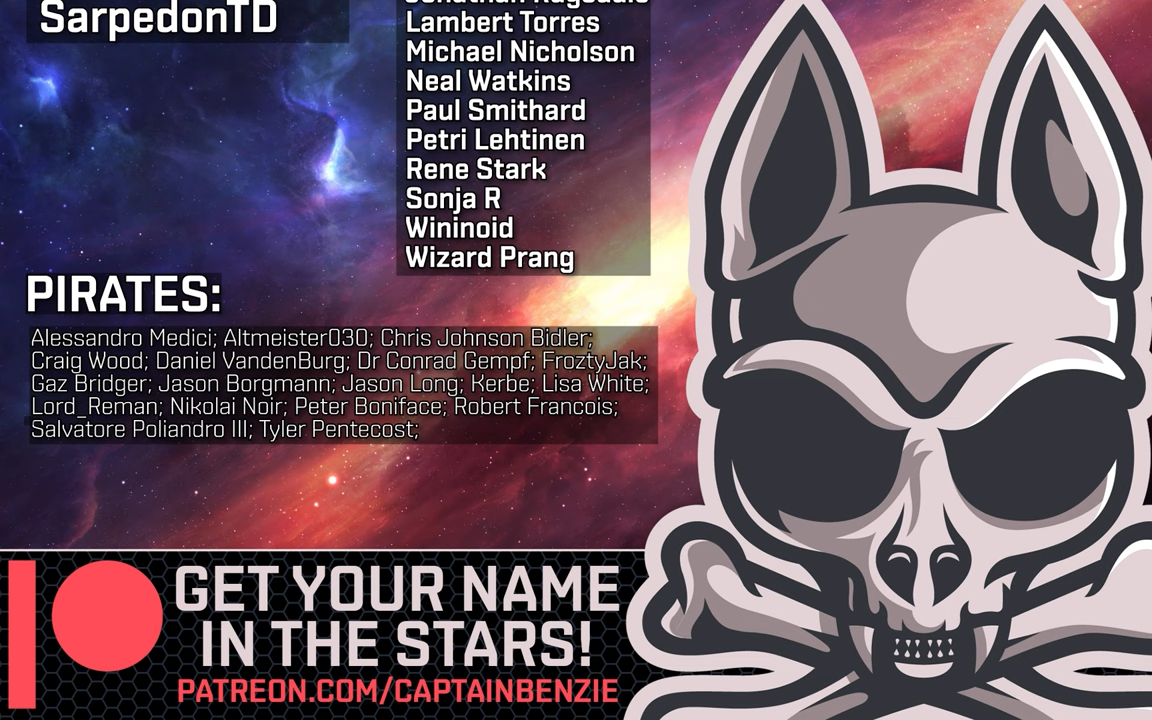 SarpedonTD
Lambert Torres
Michael Nicholson
Neal Watkins
Paul Smithard
Petri Lehtinen
Rene Stark
Sonja R
Wininoid
Wizard Prang
PIRATES:
Alessandro Medici; Altmeister030; Chris Johnson Bidler;
Craig Wood; Daniel VandenBurg; Dr Conrad Gempf; FroztyJak;
Gaz Bridger; Jason Borgmann; Jason Long; Kerbe; Lisa White;
Lord_Reman; Nikolai Noir; Peter Boniface; Robert Francois;
Salvatore Poliandro III; Tyler Pentecost;
GET YOUR NAME
IN THE STARS!
PATREON.COM/CAPTAINBENZIE